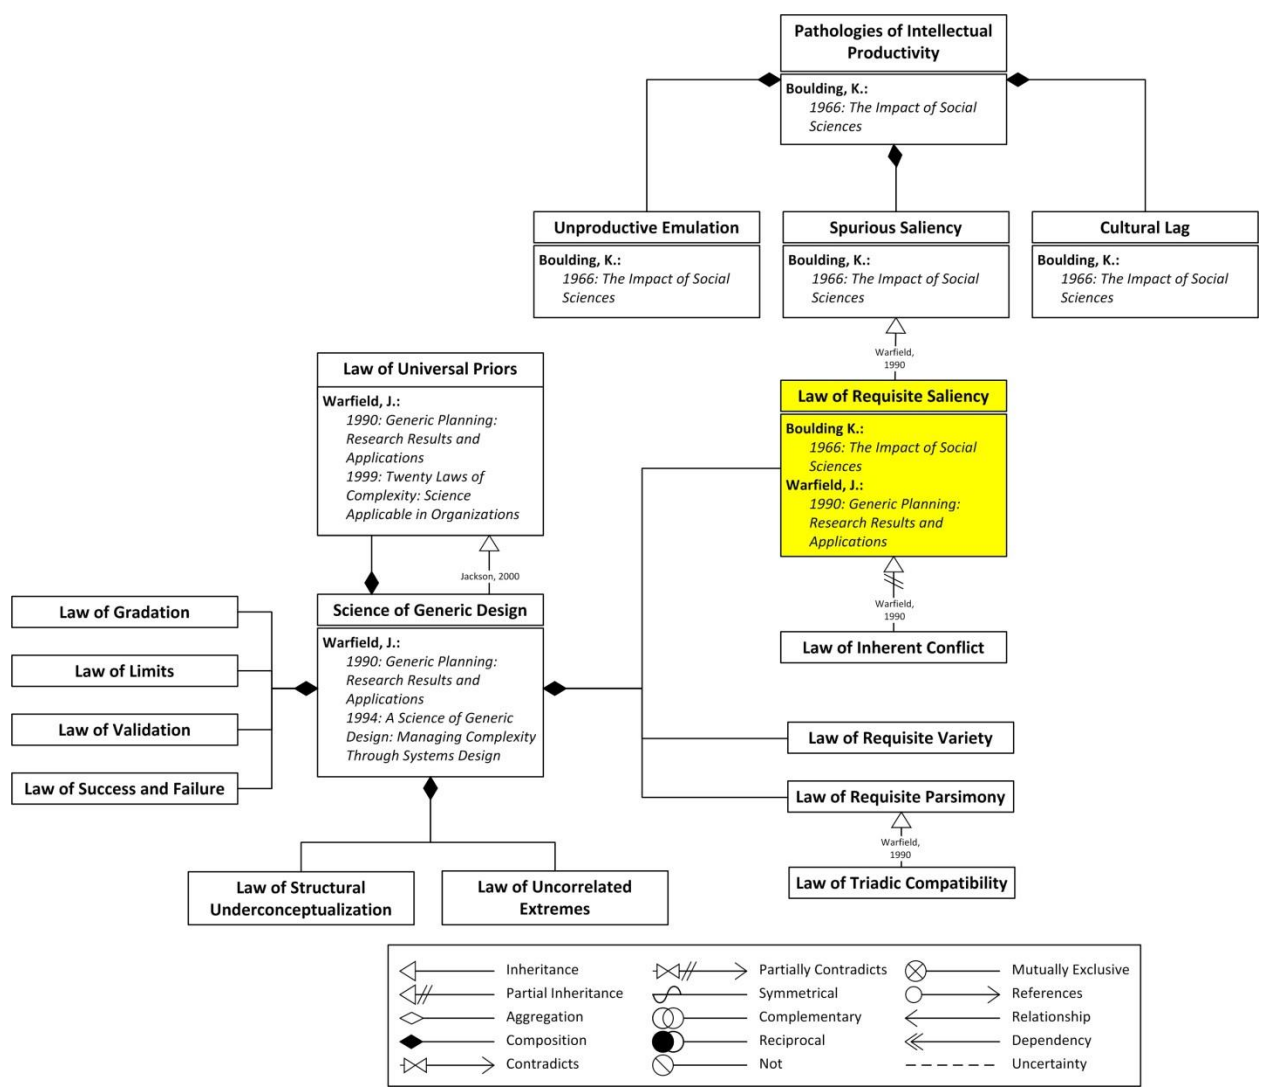 Pathologies of Intellectual
Productivity
Boulding, K.:
1966: The Impact of Social
Sciences
Unproductive Emulation
Boulding, K.:
1966: The Impact of Social
Sciences
Spurious Saliency
Boulding, K.:
1966: The Impact of Social
Sciences
Cultural Lag
Boulding, K.:
1966: The Impact of Social
Sciences
Warfield,
1990
Law of Universal Priors
Warfield, J.:
1990: Generic Planning:
Research Results and
Applications
1999: Twenty Laws of
Complexity: Science
Applicable in Organizations
Law of Requisite Saliency
Boulding K.:
1966: The Impact of Social
Sciences
Warfield, J.:
1990: Generic Planning:
Research Results and
Applications
Jackson, 2000
Warfield,
1990
Law of Inherent Conflict
Law of Gradation
Law of Limits
Law of Validation
Law of Success and Failure
Science of Generic Design
Warfield, J.:
1990: Generic Planning:
Research Results and
Applications
1994: A Science of Generic
Design: Managing Complexity
Through Systems Design
Law of Requisite Variety
Law of Requisite Parsimony
Warfield,
1990
Law of Triadic Compatibility
Law of Structural
Underconceptualization
Law of Uncorrelated
Extremes
Inheritance
Partial Inheritance
Aggregation
Composition
Contradicts
Partially Contradicts
Symmetrical
Complementary
Reciprocal
Not
Mutually Exclusive
References
Relationship
Dependency
Uncertainty